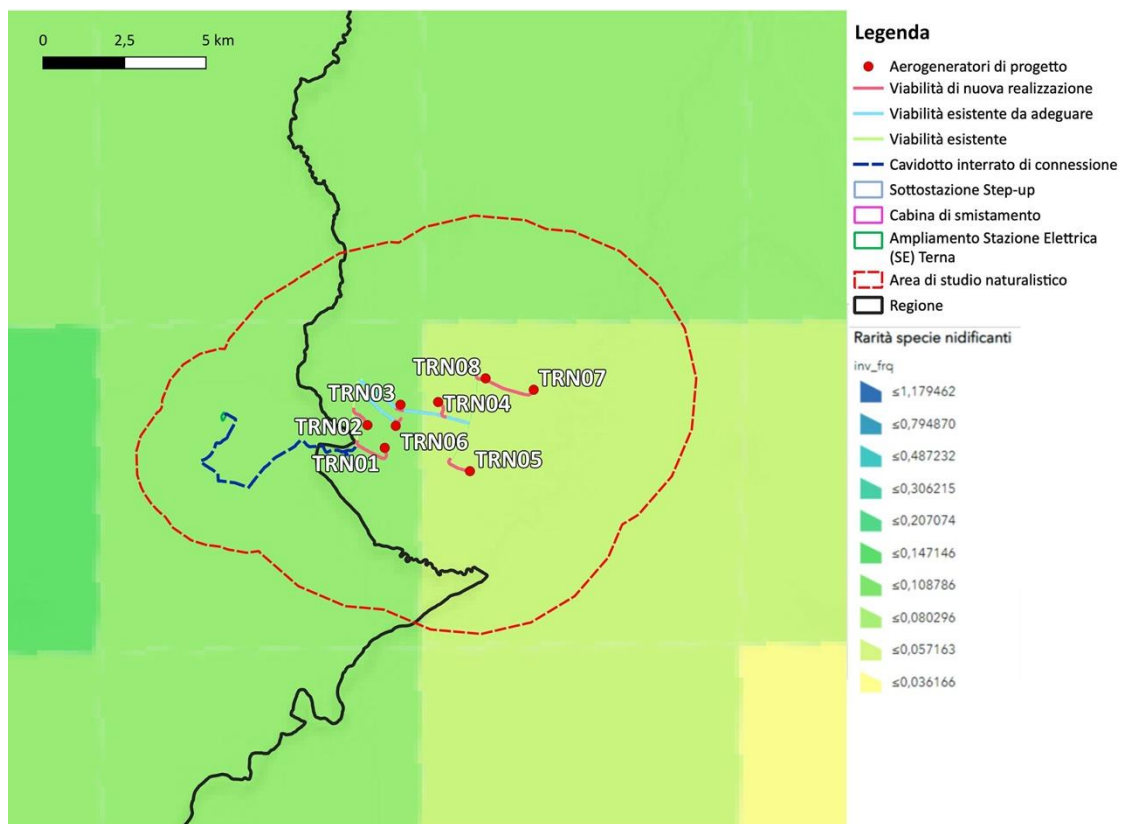 0 2,5 5 km
TRN08
TRN07
TRN03
TRN04
TRN02
TRN06
TRN01
TRN05
Legenda
Aerogeneratori di progetto
Viabilità di nuova realizzazione
Viabilità esistente da adeguare
Viabilità esistente
Cavidotto interrato di connessione
Sottostazione Step-up
Cabina di smistamento
Ampliamento Stazione Elettrica
(SE) Terna
Area di studio naturalistico
Regione
Rarità specie nidificanti
inv_frq
≤1,179462
≤0,794870
≤0,487232
≤0,306215
≤0,207074
≤0,147146
≤0,108786
≤0,080296
≤0,057163
≤0,036166